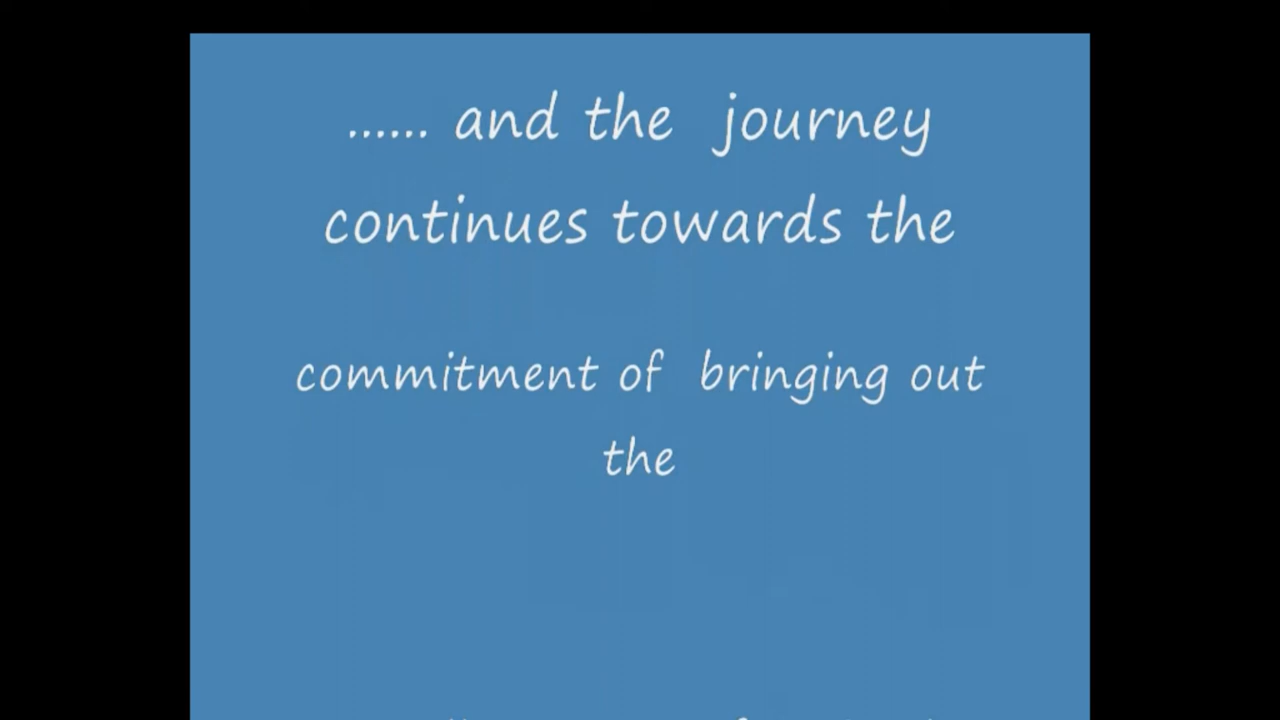 ...... and the journey
continues towards the
commitment of bringing out
the